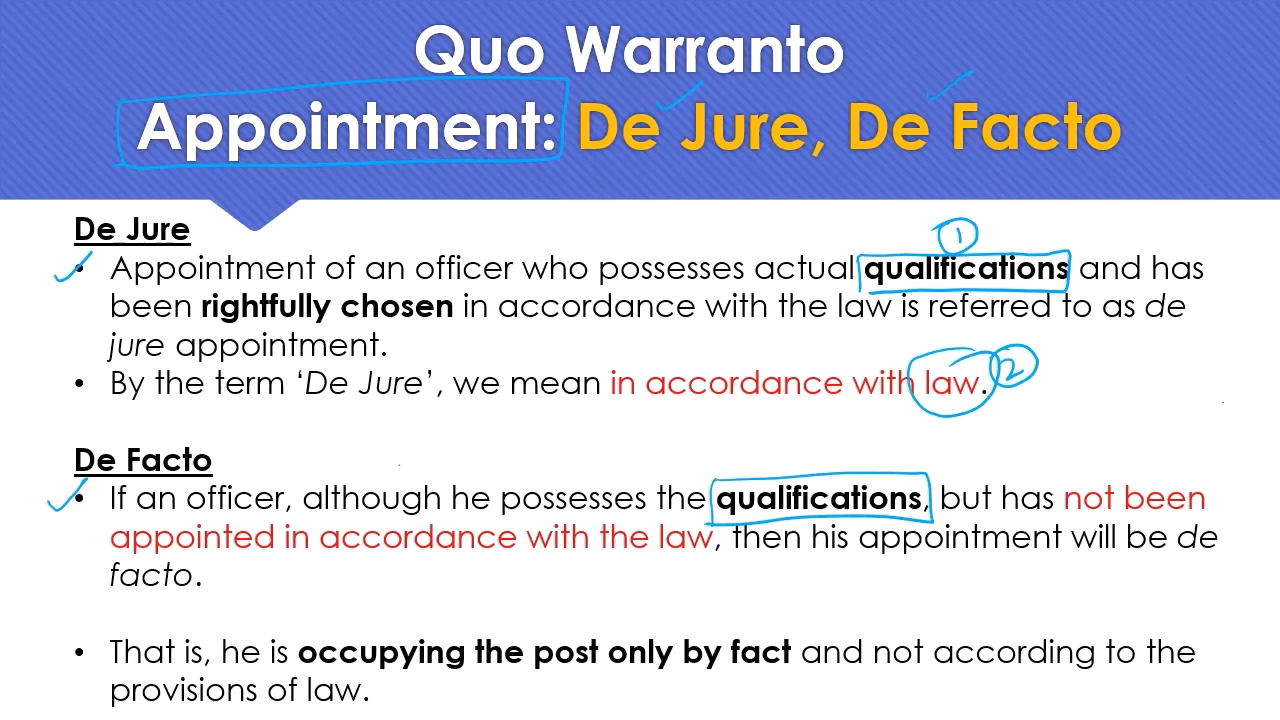 Quo Warranto
Appointment: De Jure, De Facto
De Jure
1
• Appointment of an officer who possesses actual qualifications and has
been rightfully chosen in accordance with the law is referred to as de
jure appointment.
• By the term ‘De Jure’, we mean in accordance with law. 2
De Facto
• If an officer, although he possesses the qualifications, but has not been
appointed in accordance with the law, then his appointment will be de
facto.
• That is, he is occupying the post only by fact and not according to the
provisions of law.